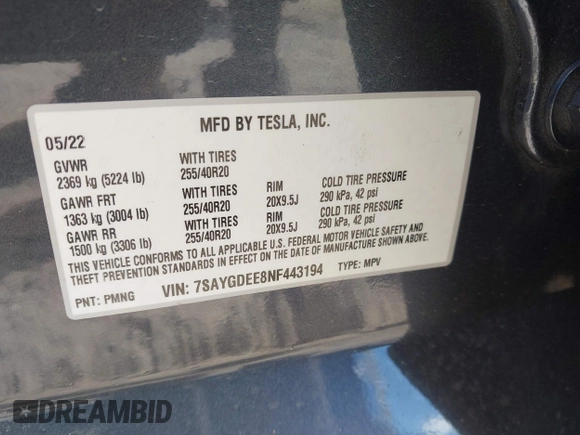 MFD BY TESLA, INC.
05/22
GVWR WITH TIRES
2369 kg (5224 lb) 255/40R20
GAWR FRT WITH TIRES RIM COLD TIRE PRESSURE
1363 kg (3004 lb) 255/40R20 20X9.5J 290 kPa, 42 psi
GAWR RR WITH TIRES RIM COLD TIRE PRESSURE
1500 kg (3306 lb) 255/40R20 20X9.5J 290 kPa, 42 psi
THIS VEHICLE CONFORMS TO ALL APPLICABLE U.S. FEDERAL MOTOR VEHICLE SAFETY AND
THEFT PREVENTION STANDARDS IN EFFECT ON THE DATE OF MANUFACTURE SHOWN ABOVE.
PNT: PMNG VIN: 7SAYGDEE8NF443194 TYPE: MPV
DREAMBID